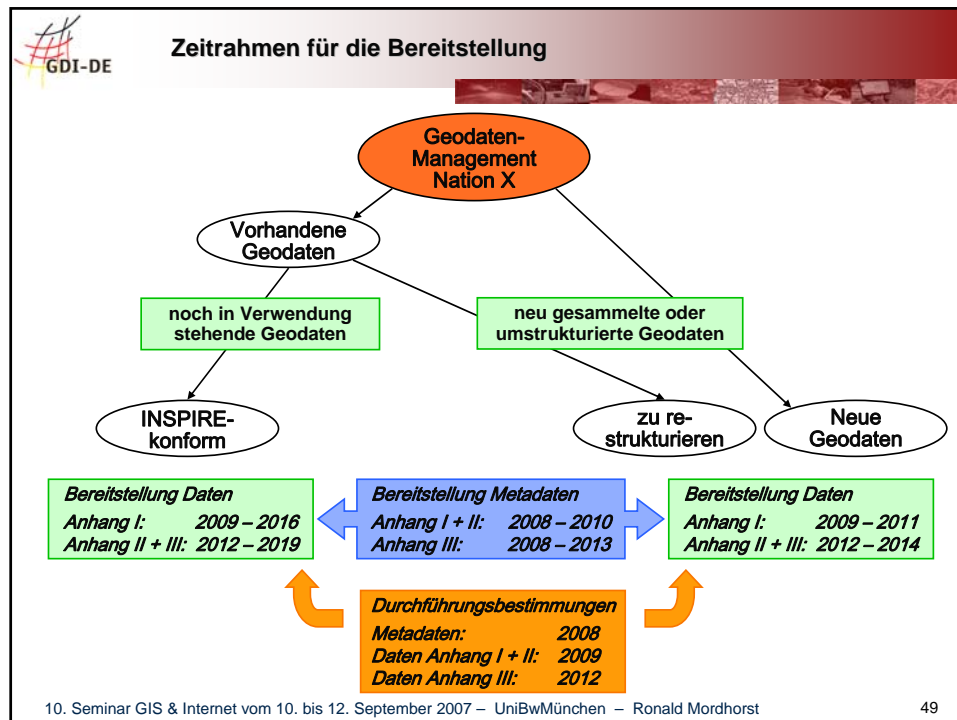 GDI-DE
Zeitrahmen für die Bereitstellung
Geodaten-
Management
Nation X
Vorhandene
Geodaten
noch in Verwendung
stehende Geodaten
neu gesammelte oder
umstrukturierte Geodaten
INSPIRE-
konform
zu re-
strukturieren
Neue
Geodaten
Bereitstellung Daten
Anhang I: 2009 – 2016
Anhang II + III: 2012 – 2019
Bereitstellung Metadaten
Anhang I + II: 2008 – 2010
Anhang III: 2008 – 2013
Bereitstellung Daten
Anhang I: 2009 – 2011
Anhang II + III: 2012 – 2014
Durchführungsbestimmungen
Metadaten: 2008
Daten Anhang I + II: 2009
Daten Anhang III: 2012
10. Seminar GIS & Internet vom 10. bis 12. September 2007 – UniBwMünchen – Ronald Mordhorst 49